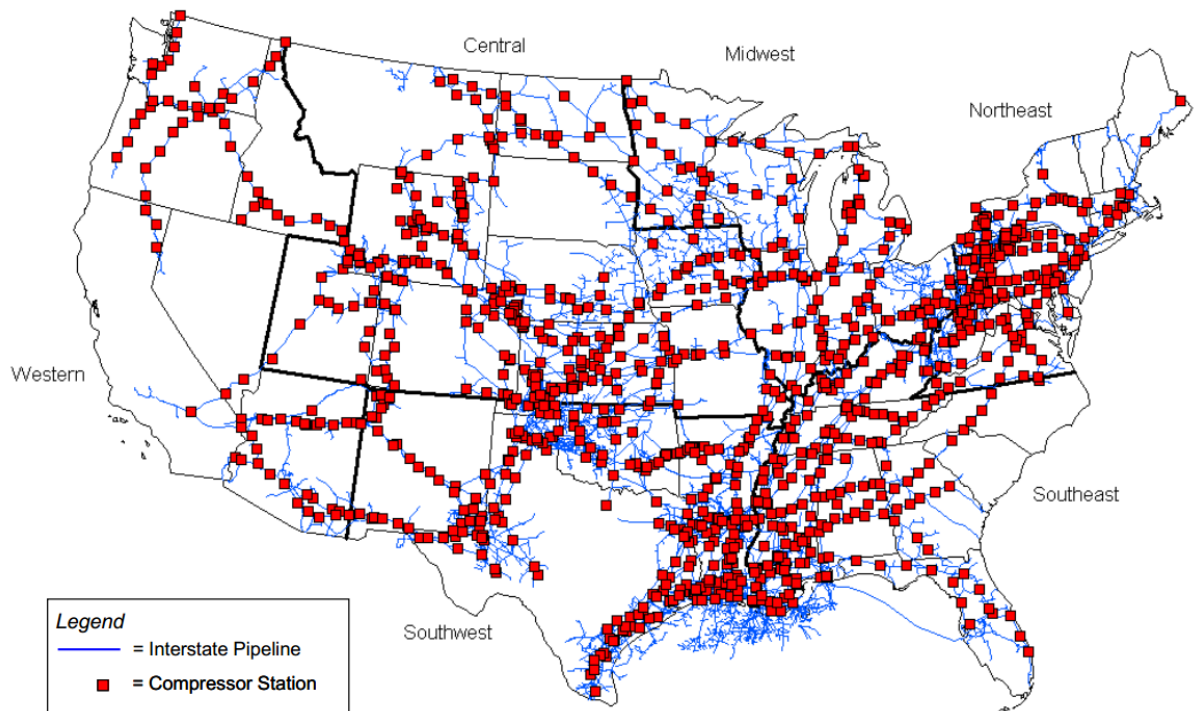 Central
Midwest
Northeast
Western
Southeast
Southwest
Legend
= Interstate Pipeline
= Compressor Station